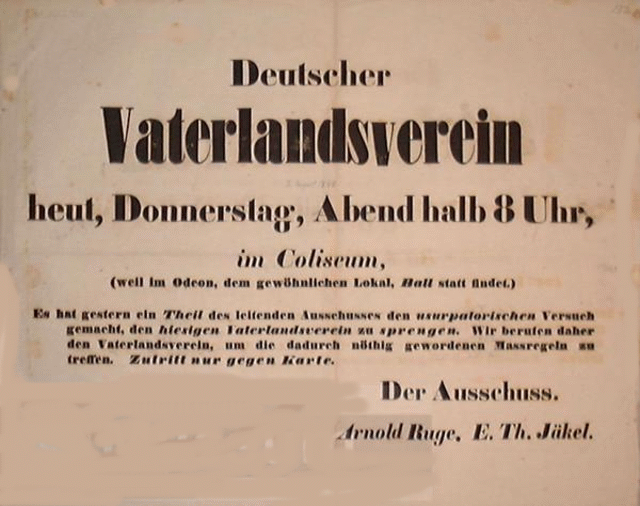 Deutscher
Vaterlandsverein
heut, Donnerstag, Abend halb 8 Uhr,
im Coliseum,
(weil im Odeon, dem gewöhnlichen Lokal, Ball statt findet.)
Es hat gestern ein Theil des leitenden Ausschusses den usurpatorischen Versuch
gemacht, den hiesigen Vaterlandsverein zu sprengen. Wir berufen daher
den Vaterlandsverein, um die dadurch nöthig gewordenen Massregeln zu
treffen. Zutritt nur gegen Karte.
Der Ausschuss.
Arnold Ruge. E. Th. Jäkel.